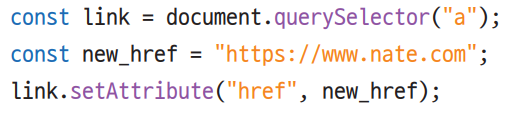 const link = document.querySelector("a");
const new_href = "https://www.nate.com";
link.setAttribute("href", new_href);